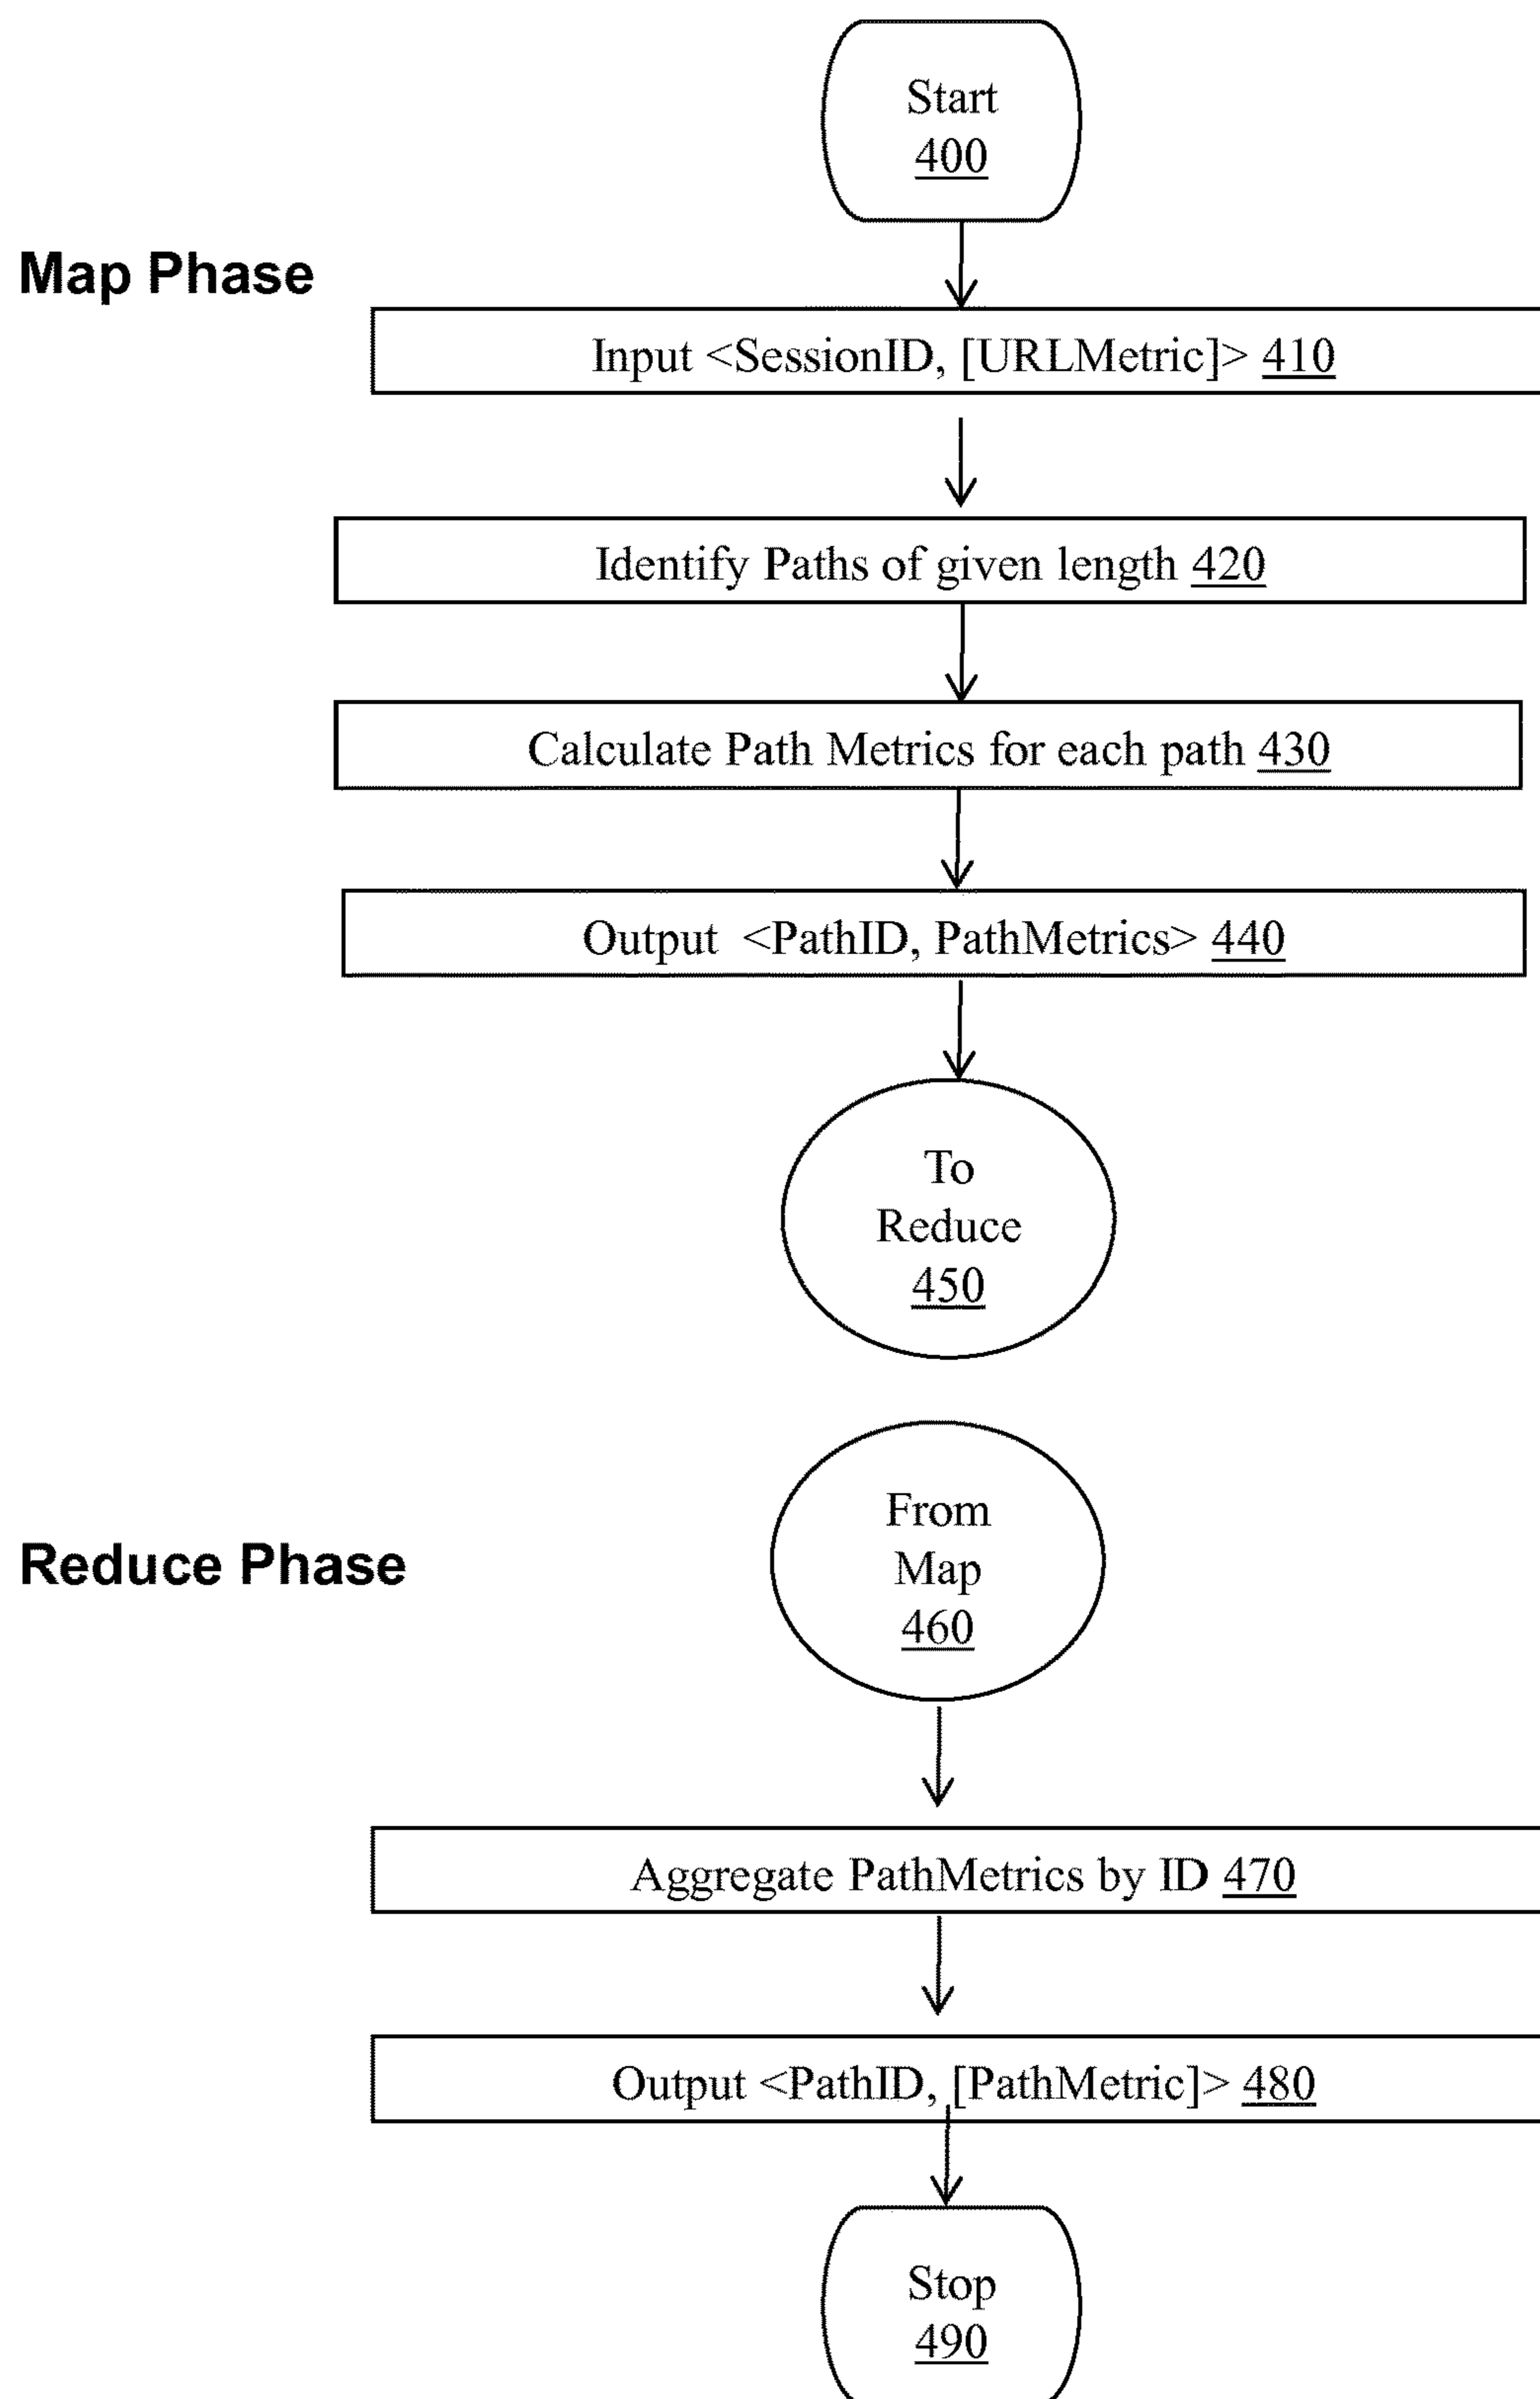 Start
400
Map Phase
Input <SessionID, [URLMetric]> 410
Identify Paths of given length 420
Calculate Path Metrics for each path 430
Output <PathID, PathMetrics> 440
To
Reduce
450
Reduce Phase
From
Map
460
Aggregate PathMetrics by ID 470
Output <PathID, [PathMetric]> 480
Stop
490